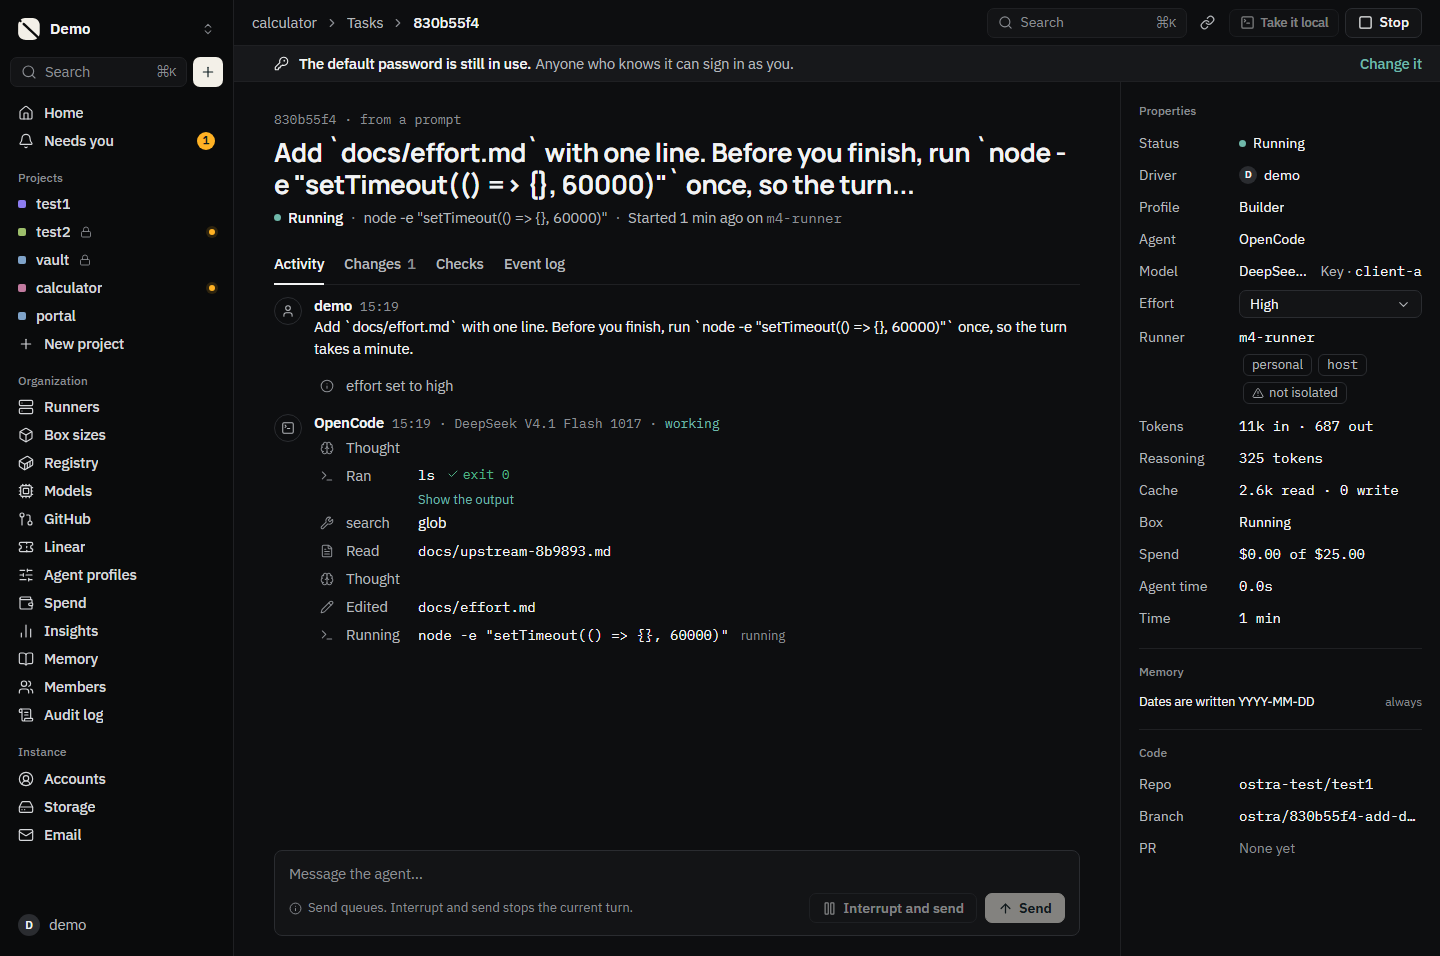 Demo
Search ⌘K
Home
Needs you 1
Projects
test1
test2
vault
calculator
portal
New project
Organization
Runners
Box sizes
Registry
Models
GitHub
Linear
Agent profiles
Spend
Insights
Memory
Members
Audit log
Instance
Accounts
Storage
Email
D demo
calculator > Tasks > 830b55f4
Search ⌘K
Take it local
Stop
The default password is still in use. Anyone who knows it can sign in as you.
Change it
830b55f4 · from a prompt
Add `docs/effort.md` with one line. Before you finish, run `node -
e "setTimeout(() => {}, 60000)"` once, so the turn...
Running · node -e "setTimeout(() => {}, 60000)" · Started 1 min ago on m4-runner
Activity Changes 1 Checks Event log
demo 15:19
Add `docs/effort.md` with one line. Before you finish, run `node -e "setTimeout(() => {}, 60000)"` once, so the turn
takes a minute.
effort set to high
OpenCode 15:19 · DeepSeek V4.1 Flash 1017 · working
Thought
Ran ls exit 0
Show the output
search glob
Read docs/upstream-8b9893.md
Thought
Edited docs/effort.md
Running node -e "setTimeout(() => {}, 60000)" running
Message the agent...
Send queues. Interrupt and send stops the current turn.
Interrupt and send
Send
Properties
Status Running
Driver D demo
Profile Builder
Agent OpenCode
Model DeepSee... Key · client-a
Effort High
Runner m4-runner
personal host
not isolated
Tokens 11k in · 687 out
Reasoning 325 tokens
Cache 2.6k read · 0 write
Box Running
Spend $0.00 of $25.00
Agent time 0.0s
Time 1 min
Memory
Dates are written YYYY-MM-DD always
Code
Repo ostra-test/test1
Branch ostra/830b55f4-add-d...
PR None yet